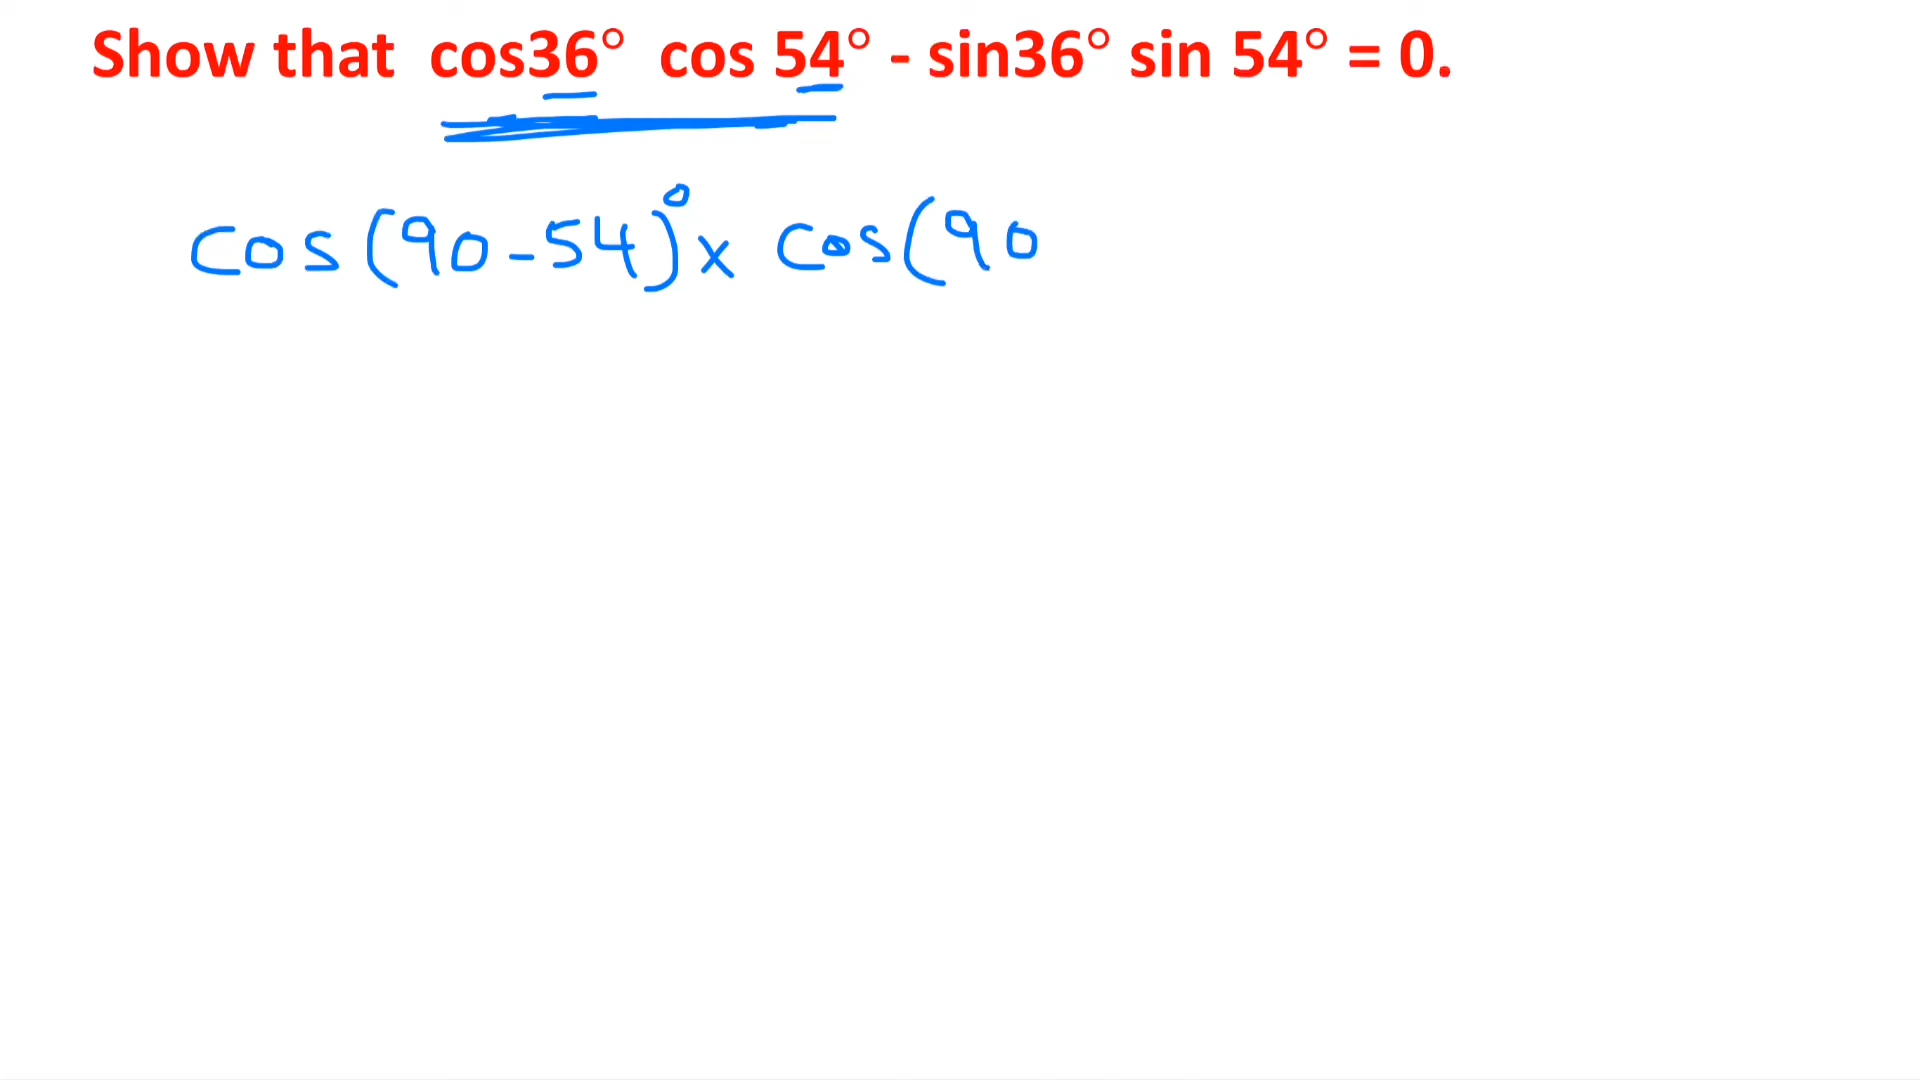 Show that cos36° cos 54° - sin36° sin 54° = 0.
cos(90-54)° x cos(90